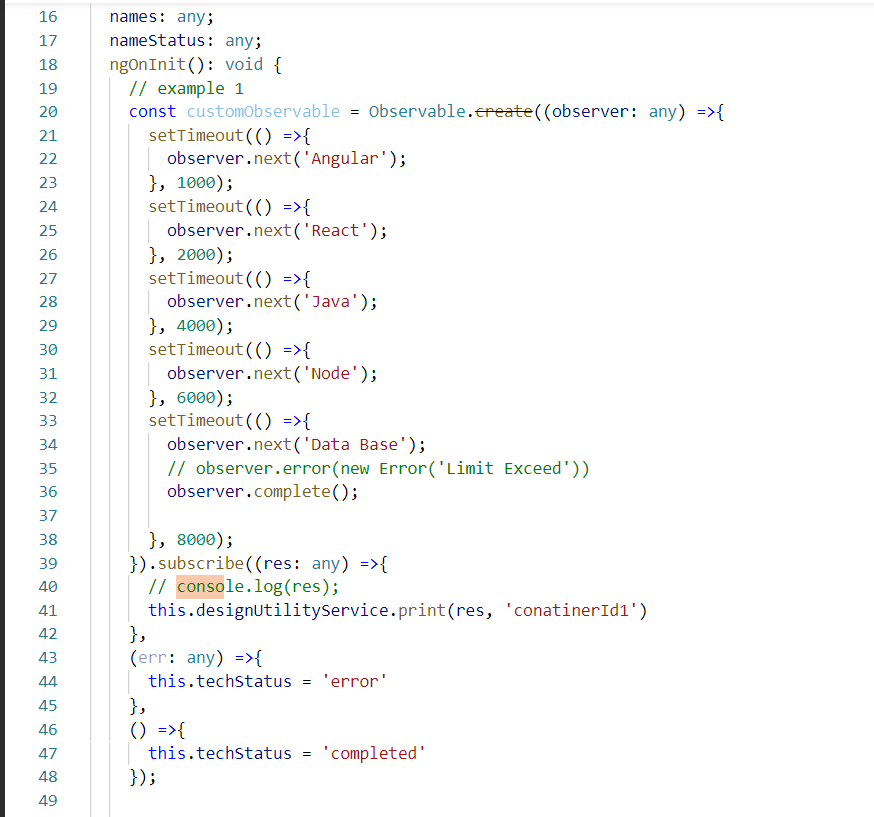 16 names: any;
17 nameStatus: any;
18 ngOnInit(): void {
19 // example 1
20 const customObservable = Observable.create((observer: any) =>{
21 setTimeout(() =>{
22 observer.next('Angular');
23 }, 1000);
24 setTimeout(() =>{
25 observer.next('React');
26 }, 2000);
27 setTimeout(() =>{
28 observer.next('Java');
29 }, 4000);
30 setTimeout(() =>{
31 observer.next('Node');
32 }, 6000);
33 setTimeout(() =>{
34 observer.next('Data Base');
35 // observer.error(new Error('Limit Exceed'))
36 observer.complete();
37
38 }, 8000);
39 }).subscribe((res: any) =>{
40 // console.log(res);
41 this.designUtilityService.print(res, 'conatinerId1')
42 },
43 (err: any) =>{
44 this.techStatus = 'error'
45 },
46 () =>{
47 this.techStatus = 'completed'
48 });
49